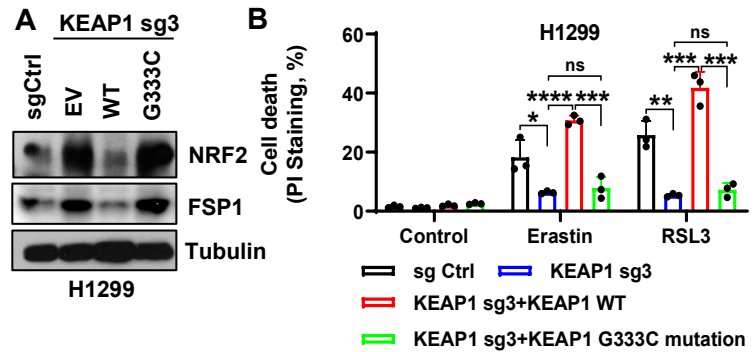 A
KEAP1 sg3
sgCtrl
EV
WT
G333C
NRF2
FSP1
Tubulin
H1299
B
H1299
Cell death
(PI Staining, %)
60
40
20
0
ns
****
***
*
ns
***
***
**
Control
Erastin
RSL3
sg Ctrl
KEAP1 sg3
KEAP1 sg3+KEAP1 WT
KEAP1 sg3+KEAP1 G333C mutation